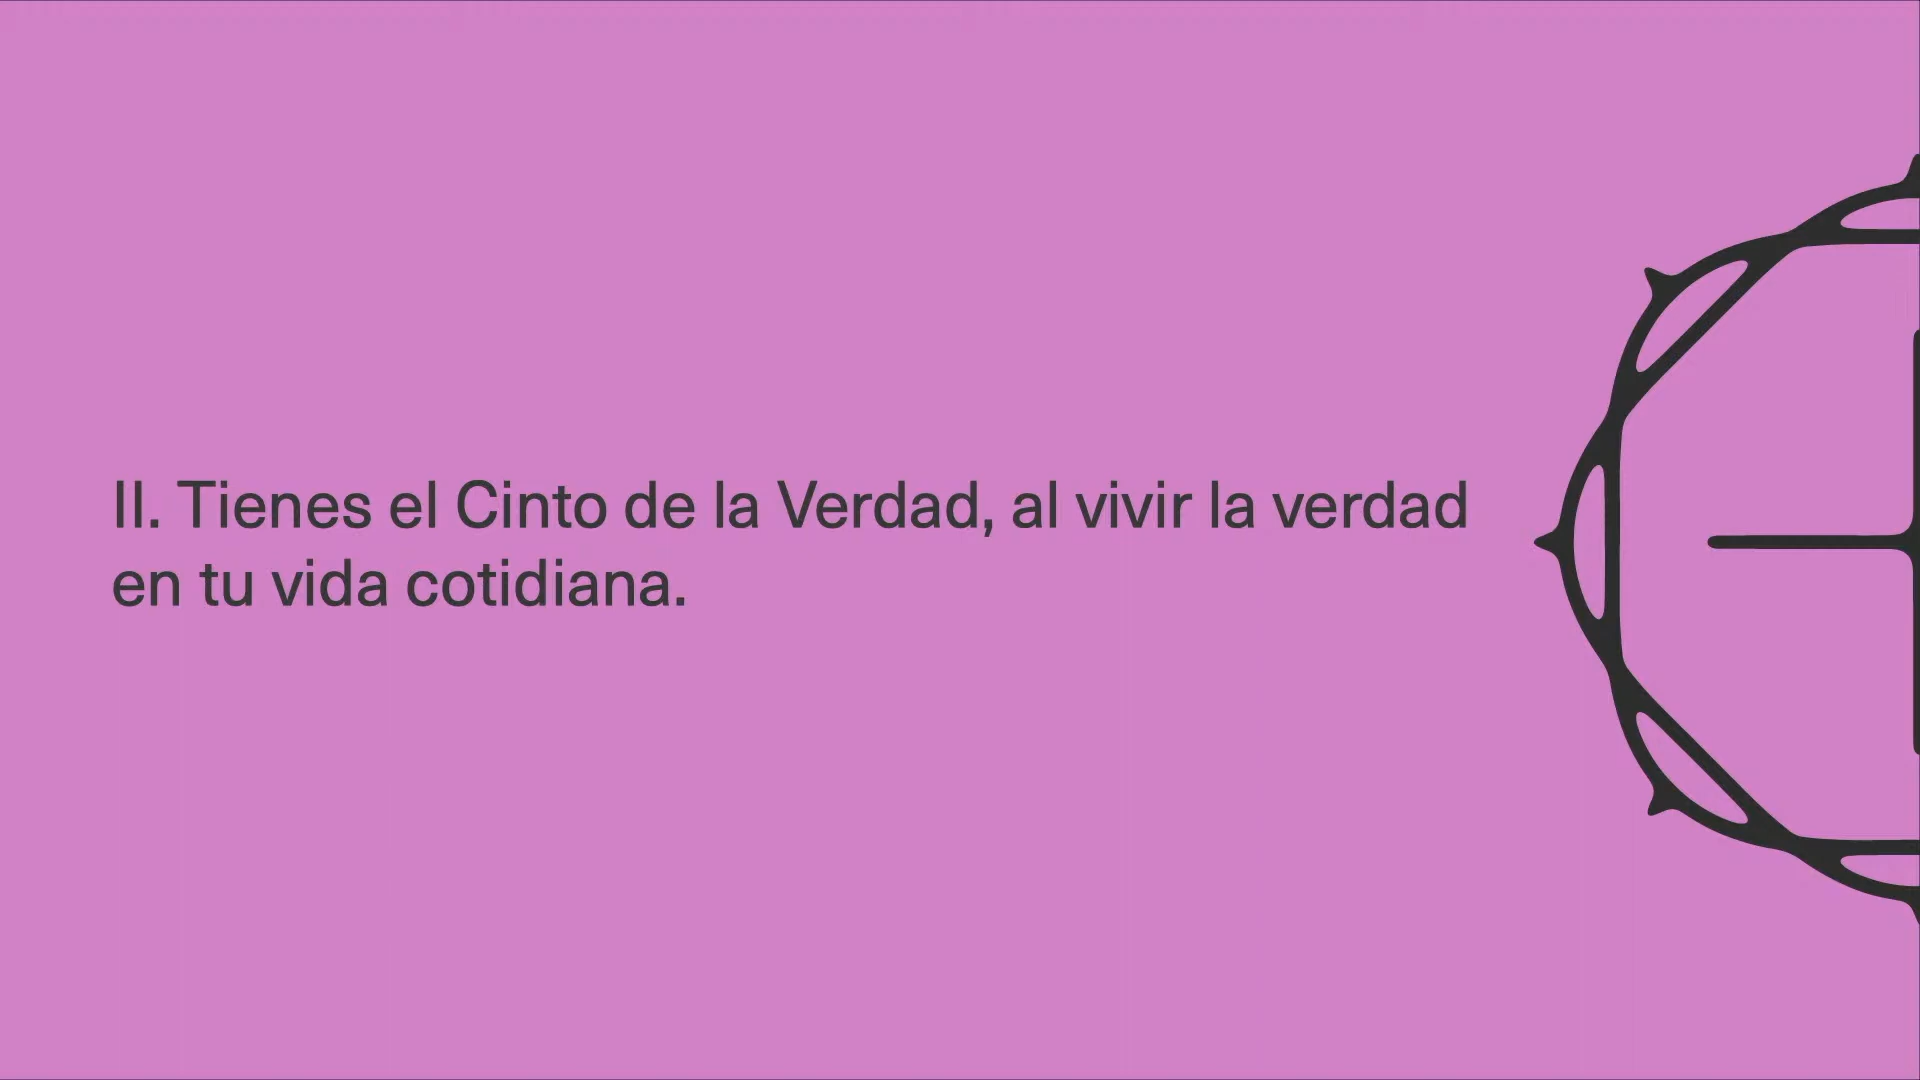 II. Tienes el Cinto de la Verdad, al vivir la verdad
en tu vida cotidiana.